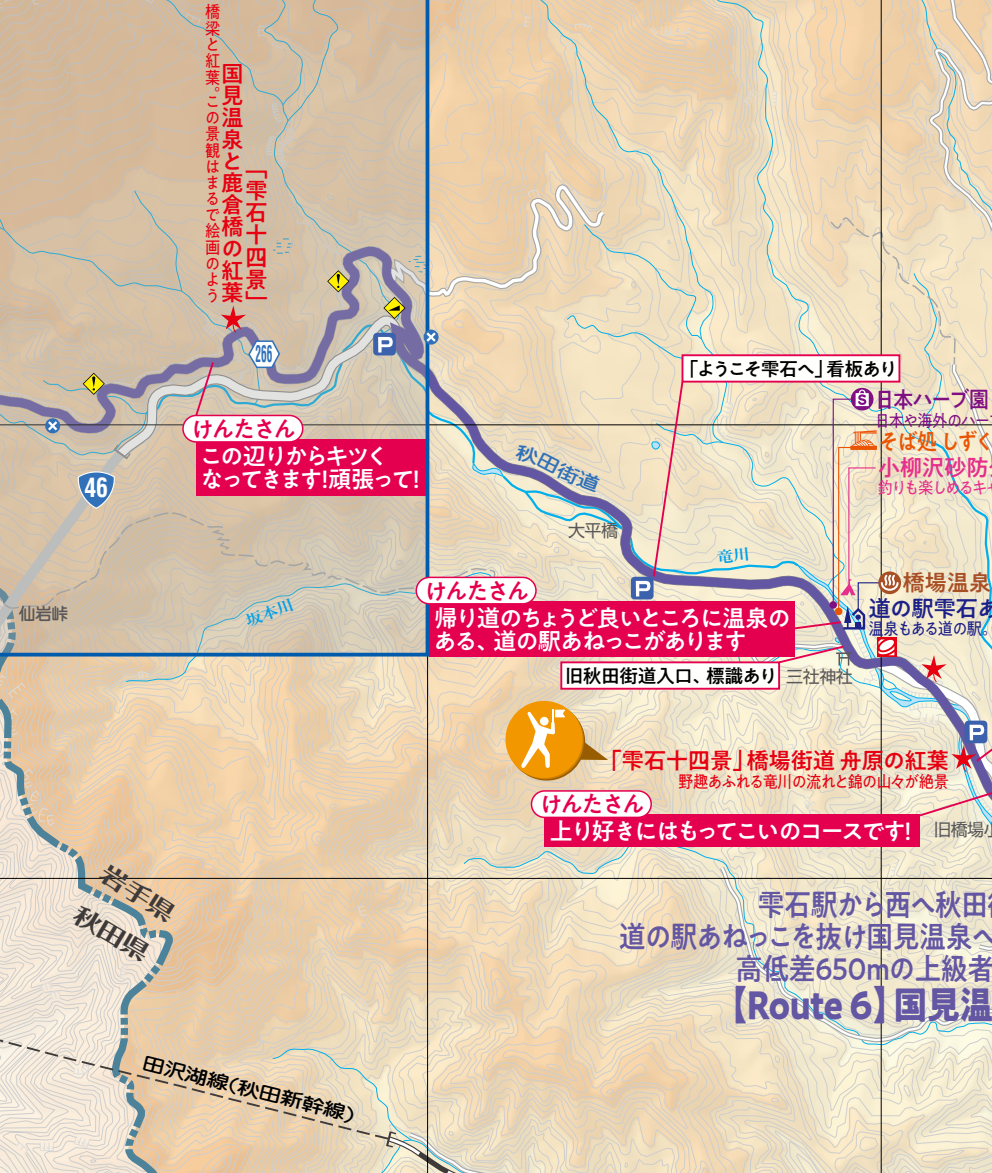 橋梁と紅葉。この景観はまるで絵画のよう
「雫石十四景」
国見温泉と鹿倉橋の紅葉
266
P
けんたさん
この辺りからキツく
なってきます!頑張って!
46
仙岩峠
坂本川
「ようこそ雫石へ」看板あり
秋田街道
大平橋
竜川
P
日本ハーブ園
日本や海外のハー
そば処 しずく
小柳沢砂防
釣りも楽しめるキャ
橋場温泉
道の駅雫石あ
温泉もある道の駅。
けんたさん
帰り道のちょうど良いところに温泉の
ある、道の駅あねっこがあります
旧秋田街道入口、標識あり
三社神社
P
「雫石十四景」橋場街道 舟原の紅葉
野趣あふれる竜川の流れと錦の山々が絶景
けんたさん
上り好きにはもってこいのコースです!
旧橋場小
岩手県
秋田県
雫石駅から西へ秋田
道の駅あねっこを抜け国見温泉へ
高低差650mの上級者
【Route 6】国見温
田沢湖線(秋田新幹線)